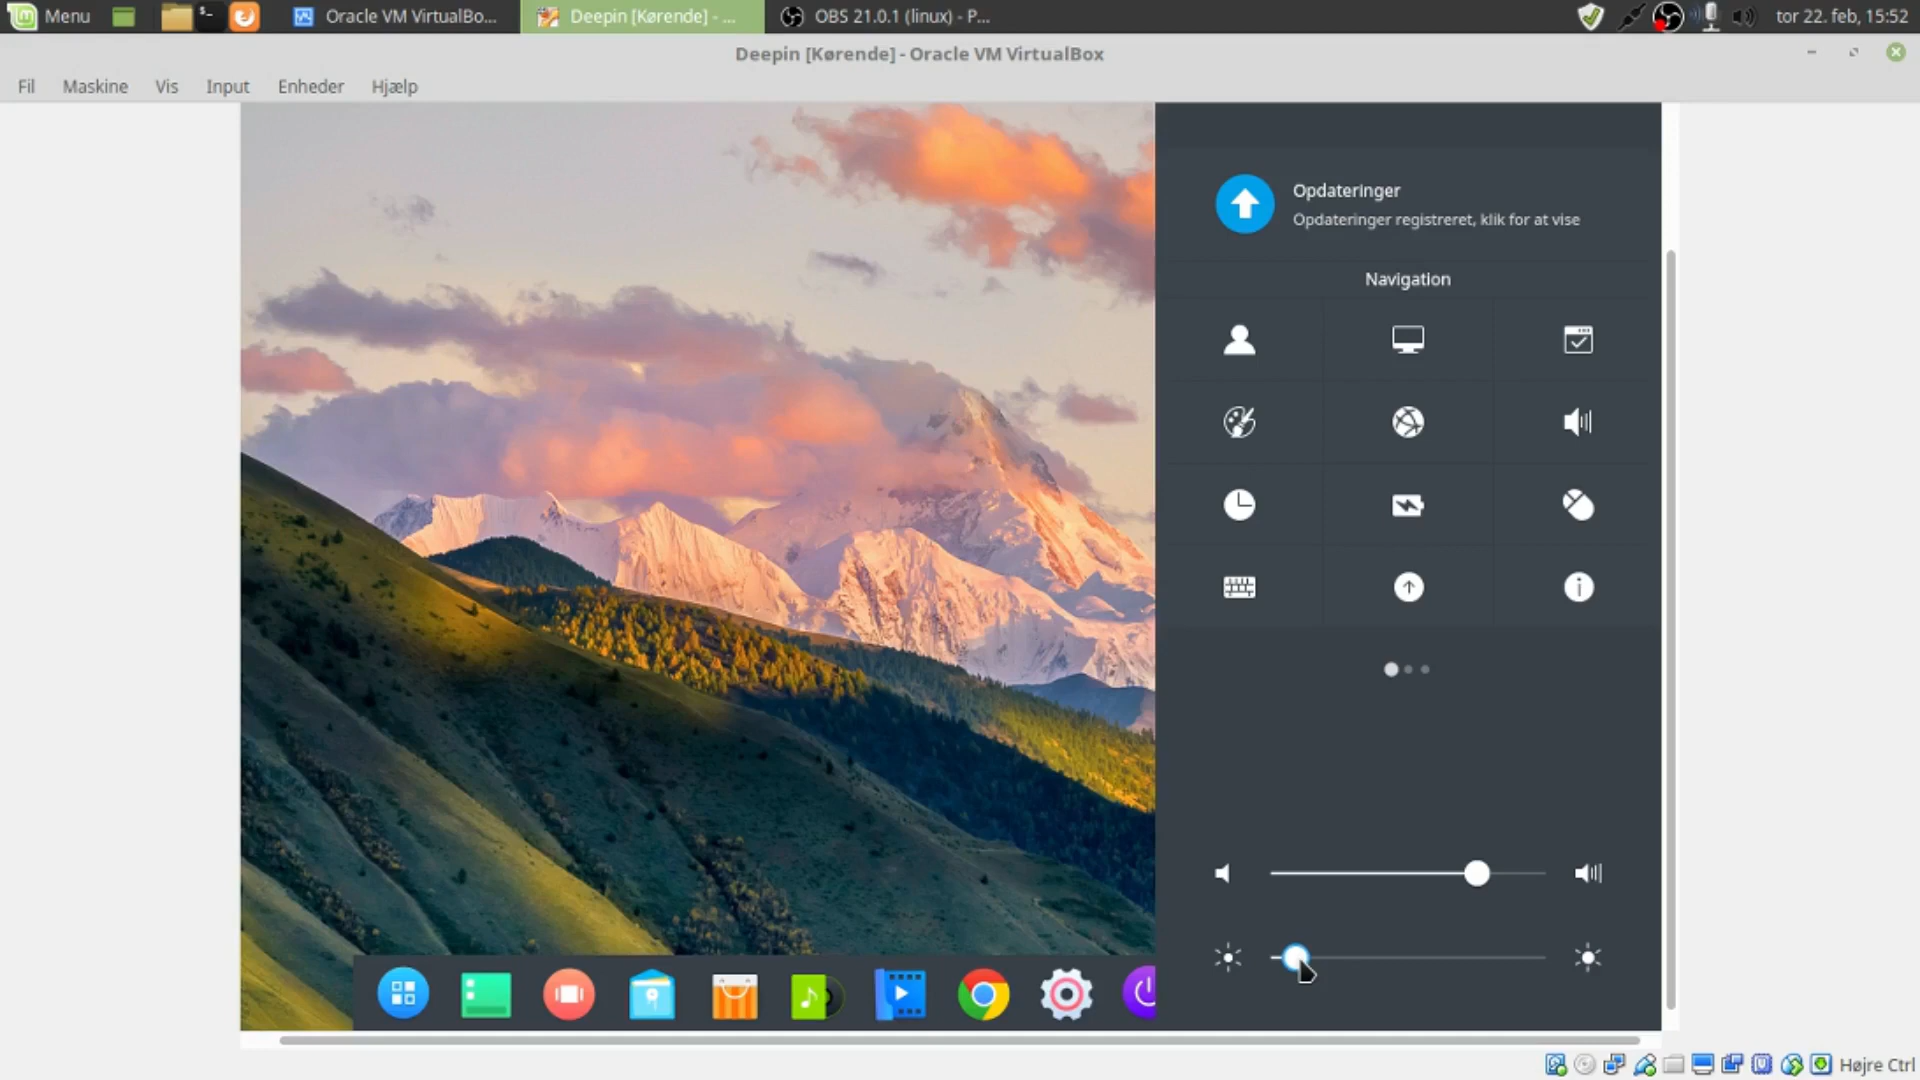 Menu
Oracle VM VirtualBo...
Deepin [Kørende] - ...
OBS 21.0.1 (linux) - P...
tor 22. feb, 15:52
Deepin [Kørende] - Oracle VM VirtualBox
Fil Maskine Vis Input Enheder Hjælp
Opdateringer
Opdateringer registreret, klik for at vise
Navigation
Højre Ctrl